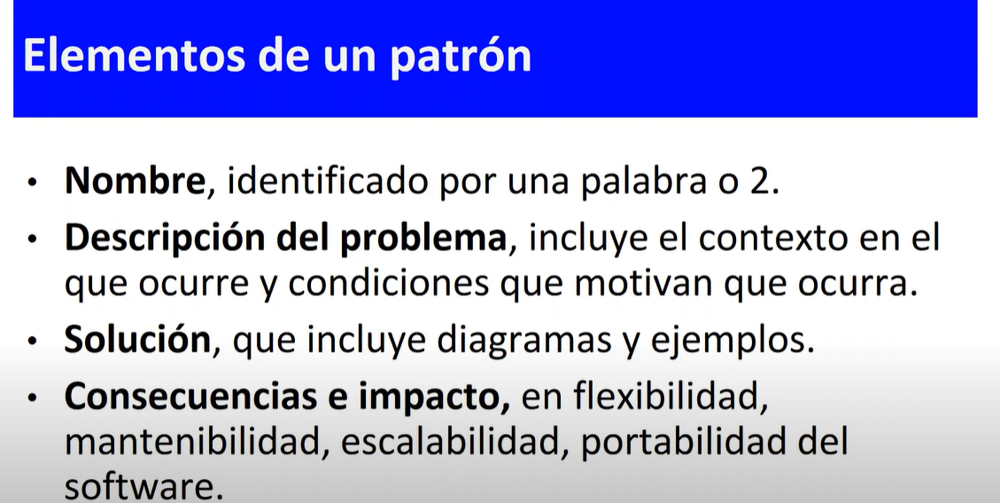 Elementos de un patrón
• Nombre, identificado por una palabra o 2.
• Descripción del problema, incluye el contexto en el
que ocurre y condiciones que motivan que ocurra.
• Solución, que incluye diagramas y ejemplos.
• Consecuencias e impacto, en flexibilidad,
mantenibilidad, escalabilidad, portabilidad del
software.